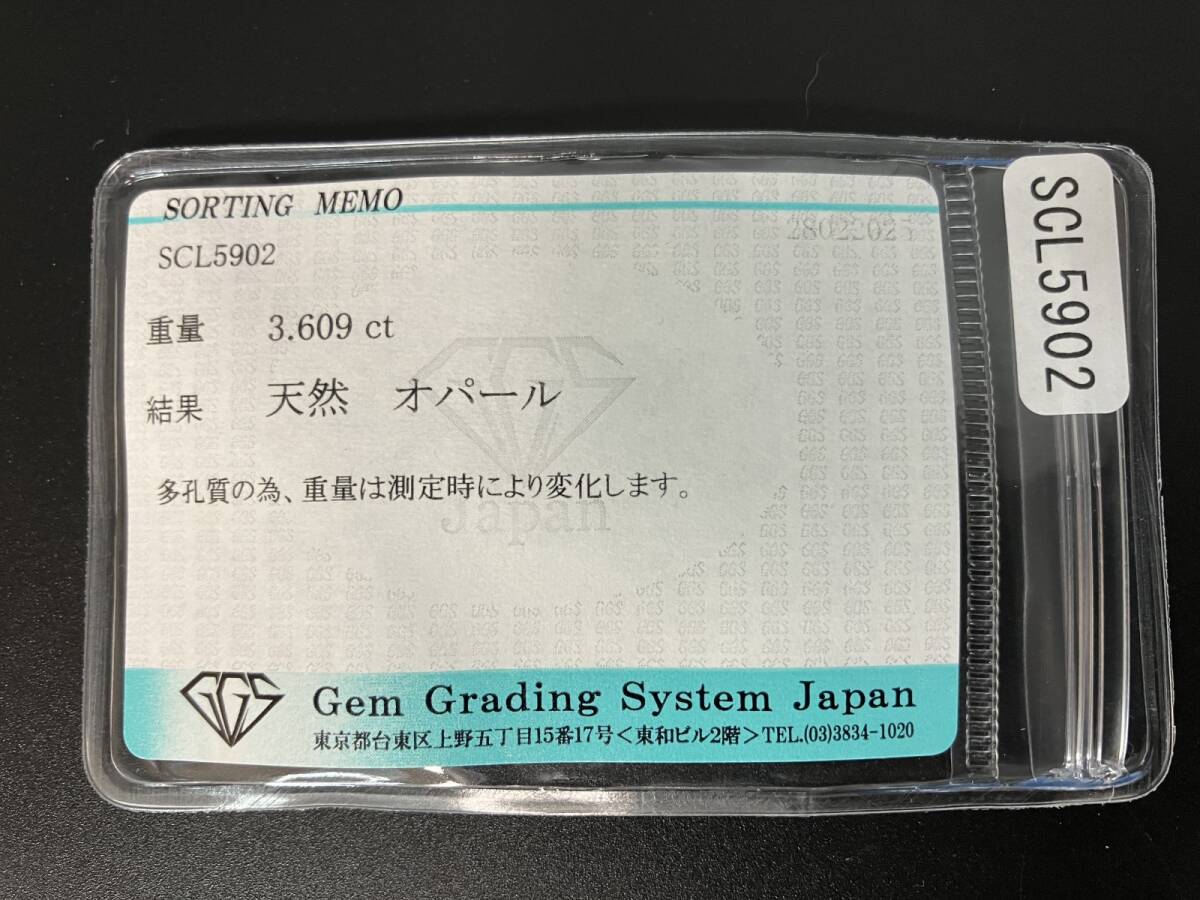 SORTING MEMO
SCL5902
重量 3.609 ct
結果 天然 オパール
多孔質の為、重量は測定時により変化します。
Japan
GGS
Gem Grading System Japan
東京都台東区上野五丁目15番17号＜東和ビル2階＞TEL.(03)3834-1020
SCL5902